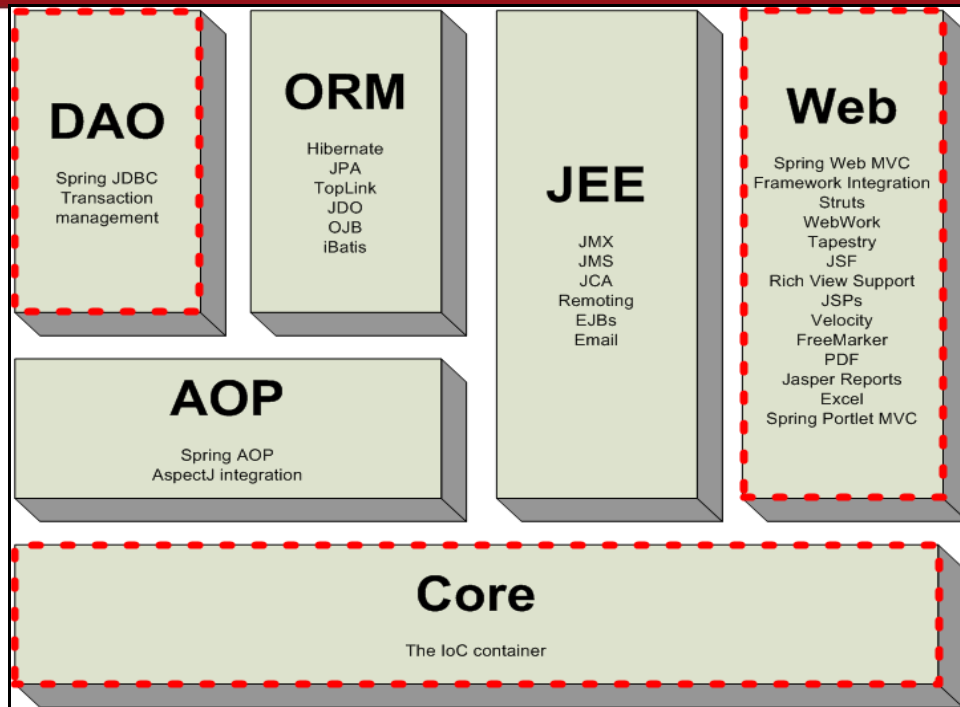 DAO
Spring JDBC
Transaction
management
ORM
Hibernate
JPA
TopLink
JDO
OJB
iBatis
JEE
JMX
JMS
JCA
Remoting
EJBs
Email
Web
Spring Web MVC
Framework Integration
Struts
WebWork
Tapestry
JSF
Rich View Support
JSPs
Velocity
FreeMarker
PDF
Jasper Reports
Excel
Spring Portlet MVC
AOP
Spring AOP
AspectJ integration
Core
The IoC container